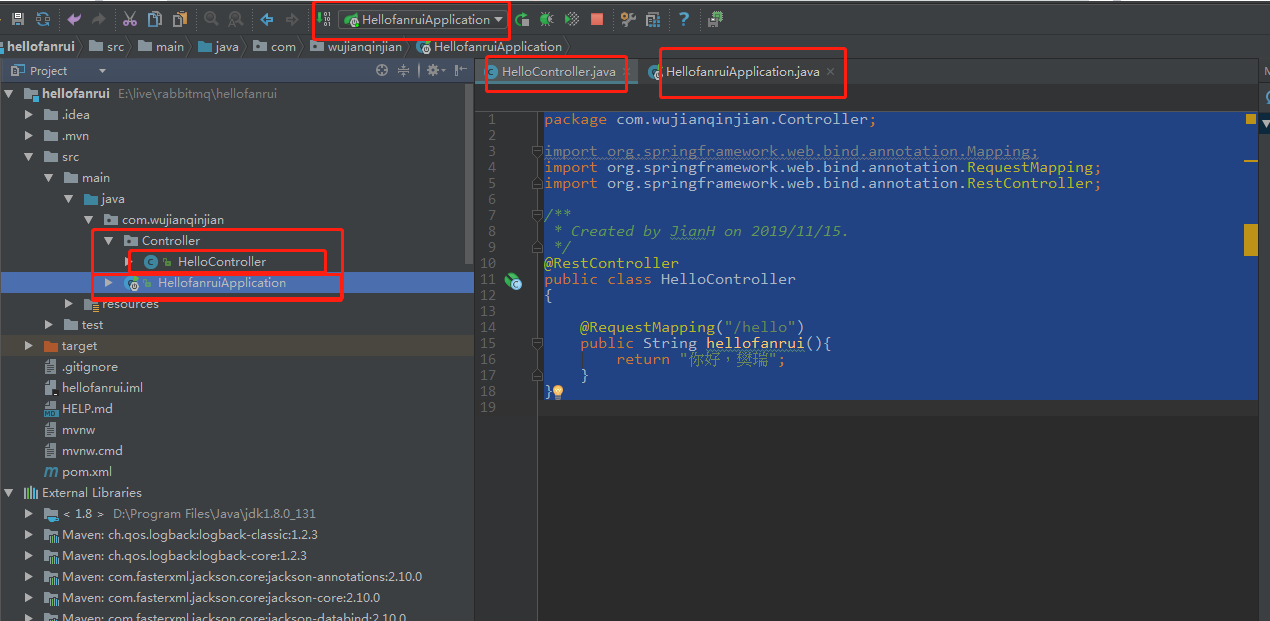 HellofanruiApplication
hellofanrui src main java com wujianqinjian HellofanruiApplication
Project
HelloController.java
HellofanruiApplication.java
hellofanrui E:\live\rabbitmq\hellofanrui
.idea
.mvn
src
main
java
com.wujianqinjian
Controller
HelloController
HellofanruiApplication
resources
test
target
.gitignore
hellofanrui.iml
HELP.md
mvnw
mvnw.cmd
pom.xml
External Libraries
< 1.8 > D:\Program Files\Java\jdk1.8.0_131
Maven: ch.qos.logback:logback-classic:1.2.3
Maven: ch.qos.logback:logback-core:1.2.3
Maven: com.fasterxml.jackson.core:jackson-annotations:2.10.0
Maven: com.fasterxml.jackson.core:jackson-core:2.10.0
Maven: com.fasterxml.jackson.core:jackson-databind:2.10.0
1 package com.wujianqinjian.Controller;
2
3 import org.springframework.web.bind.annotation.Mapping;
4 import org.springframework.web.bind.annotation.RequestMapping;
5 import org.springframework.web.bind.annotation.RestController;
6
7 /**
8 * Created by JianH on 2019/11/15.
9 */
10 @RestController
11 public class HelloController
12 {
13
14 @RequestMapping("/hello")
15 public String hellofanrui(){
16 return "你好，樊瑞";
17 }
18 }
19